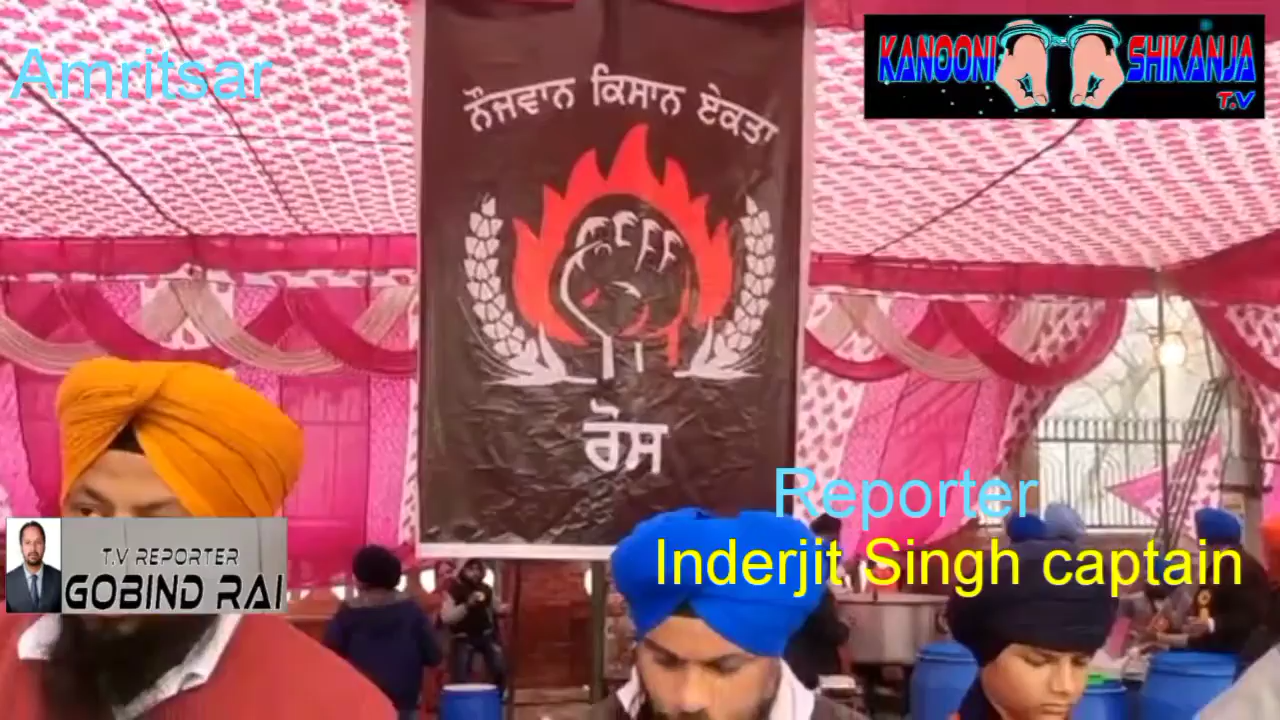 Amritsar
KANOONI SHIKANJA
T.V
ਨੌਜਵਾਨ ਕਿਸਾਨ ਏਕਤਾ
ਰੋਸ
Reporter
Inderjit Singh captain
T.V REPORTER
GOBIND RAI